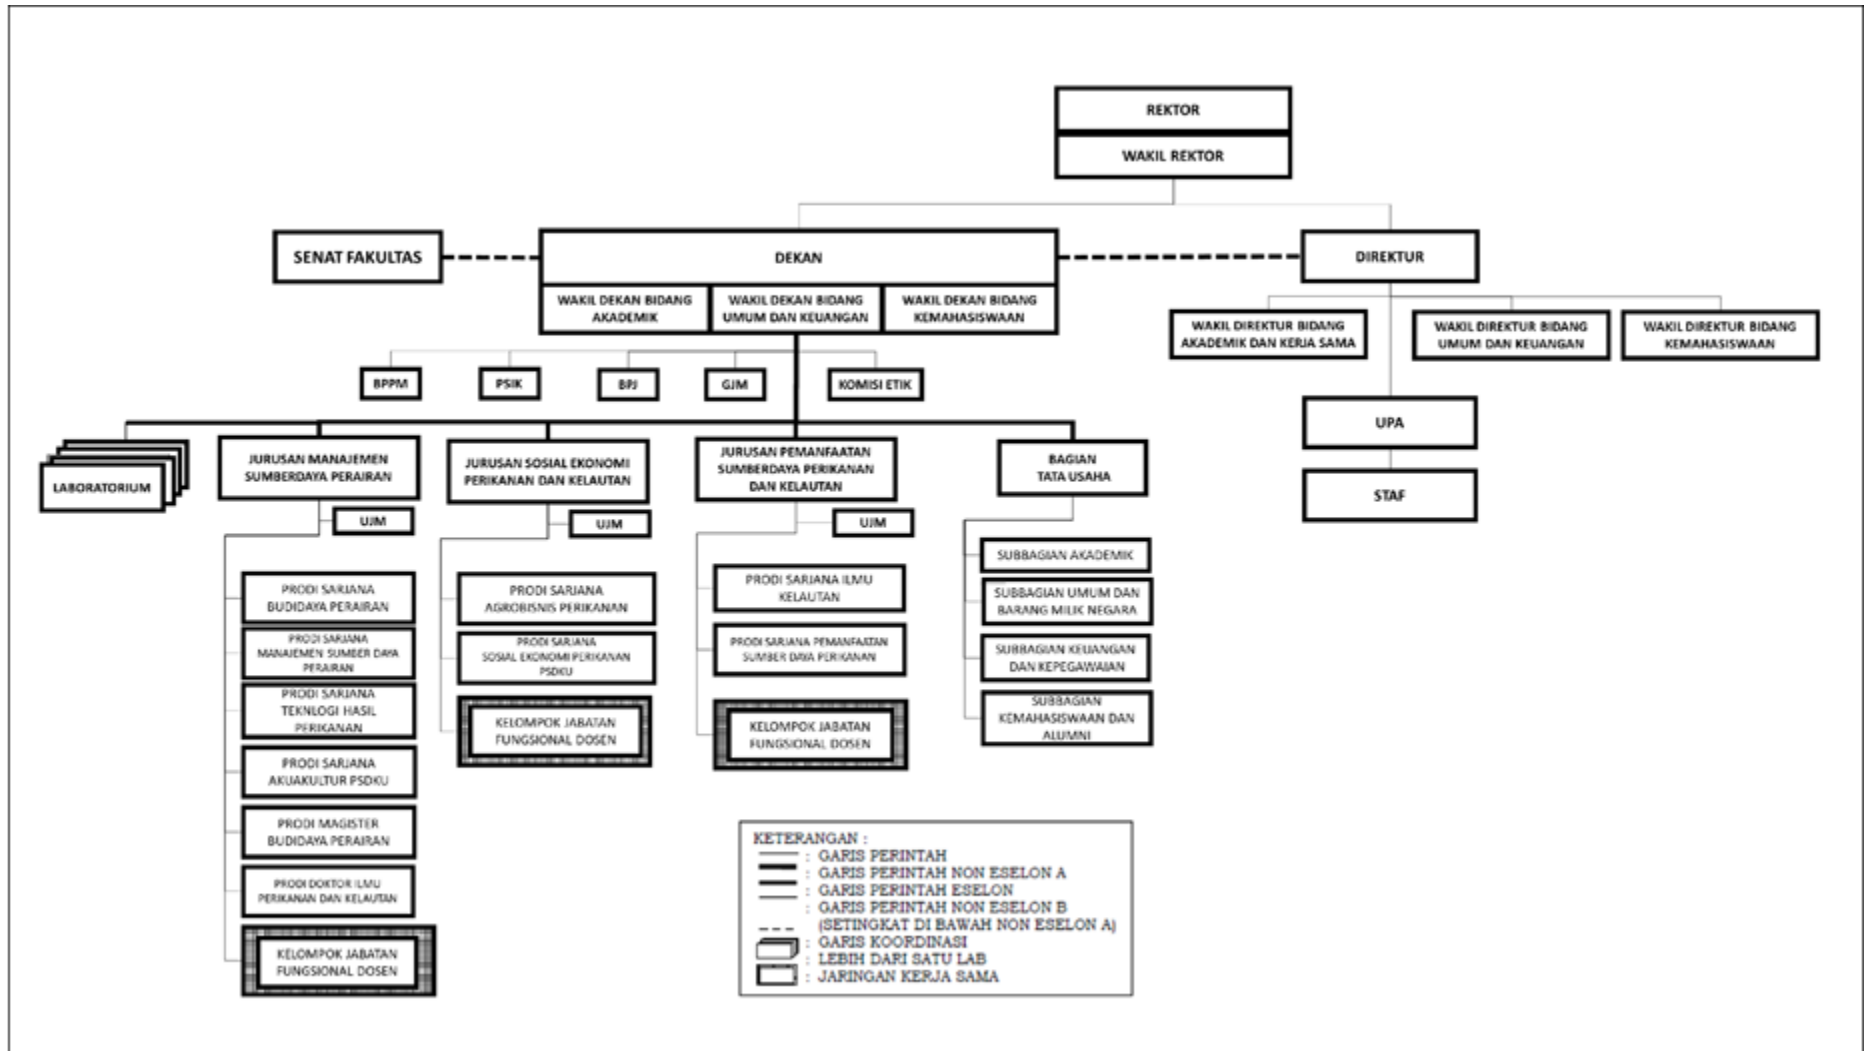 REKTOR
WAKIL REKTOR
SENAT FAKULTAS
DEKAN
DIREKTUR
WAKIL DEKAN BIDANG
AKADEMIK
WAKIL DEKAN BIDANG
UMUM DAN KEUANGAN
WAKIL DEKAN BIDANG
KEMAHASISWAAN
WAKIL DIREKTUR BIDANG
AKADEMIK DAN KERJA SAMA
WAKIL DIREKTUR BIDANG
UMUM DAN KEUANGAN
WAKIL DIREKTUR BIDANG
KEMAHASISWAAN
BPPM
PSIK
BPJ
GJM
KOMISI ETIK
UPA
STAF
LABORATORIUM
JURUSAN MANAJEMEN
SUMBERDAYA PERAIRAN
JURUSAN SOSIAL EKONOMI
PERIKANAN DAN KELAUTAN
JURUSAN PEMANFAATAN
SUMBERDAYA PERIKANAN
DAN KELAUTAN
BAGIAN
TATA USAHA
UJM
UJM
UJM
PRODI SARJANA
BUDIDAYA PERAIRAN
PRODI SARJANA
MANAJEMEN SUMBER DAYA
PERAIRAN
PRODI SARJANA
TEKNLOGI HASIL
PERIKANAN
PRODI SARJANA
AKUAKULTUR PSDKU
PRODI MAGISTER
BUDIDAYA PERAIRAN
PRODI DOKTOR ILMU
PERIKANAN DAN KELAUTAN
KELOMPOK JABATAN
FUNGSIONAL DOSEN
PRODI SARJANA
AGROBISNIS PERIKANAN
PRODI SARJANA
SOSIAL EKONOMI PERIKANAN
PSDKU
KELOMPOK JABATAN
FUNGSIONAL DOSEN
PRODI SARJANA ILMU
KELAUTAN
PRODI SARJANA PEMANFAATAN
SUMBER DAYA PERIKANAN
KELOMPOK JABATAN
FUNGSIONAL DOSEN
SUBBAGIAN AKADEMIK
SUBBAGIAN UMUM DAN
BARANG MILIK NEGARA
SUBBAGIAN KEUANGAN
DAN KEPEGAWAIAN
SUBBAGIAN
KEMAHASISWAAN DAN
ALUMNI
KETERANGAN :
: GARIS PERINTAH
: GARIS PERINTAH NON ESELON A
: GARIS PERINTAH ESELON
: GARIS PERINTAH NON ESELON B
(SETINGKAT DI BAWAH NON ESELON A)
: GARIS KOORDINASI
: LEBIH DARI SATU LAB
: JARINGAN KERJA SAMA